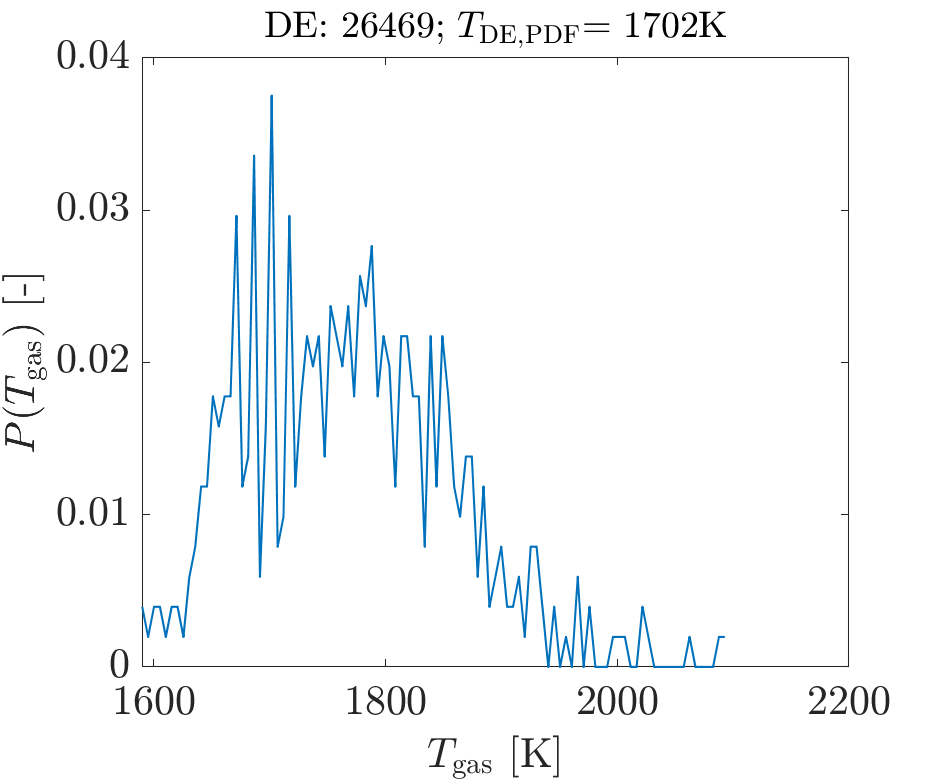 DE: 26469; T_DE,PDF= 1702K
0.04
0.03
0.02
0.01
0
P(T_gas) [-]
1600 1800 2000 2200
T_gas [K]